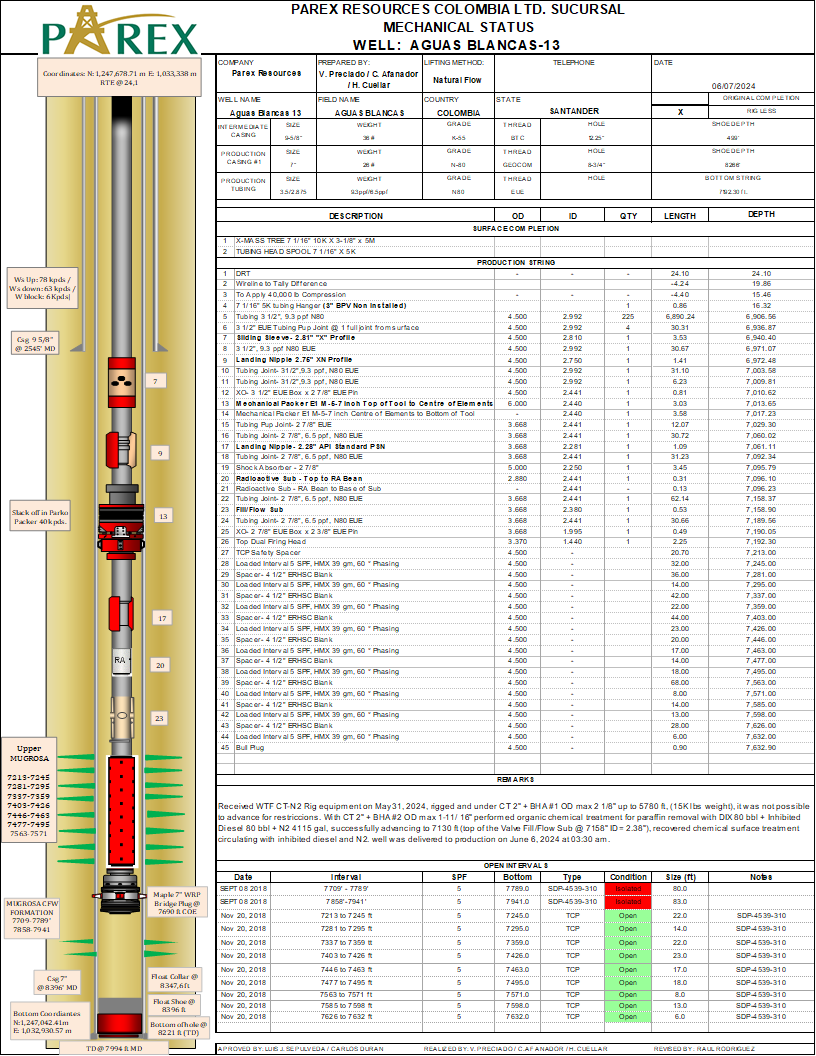 PAREX
PAREX RESOURCES COLOMBIA LTD. SUCURSAL
MECHANICAL STATUS
WELL: AGUAS BLANCAS-13
COMPANY PREPARED BY: LIFTING METHOD: TELEPHONE DATE
Parex Resources V. Preciado / C. Afanador / H. Cuellar Natural Flow 06/07/2024
WELL NAME FIELD NAME COUNTRY STATE ORIGINAL COMPLETION
Aguas Blancas 13 AGUAS BLANCAS COLOMBIA SANTANDER X RIG LESS
INTERMEDIATE CASING SIZE WEIGHT GRADE THREAD HOLE SHOE DEPTH
9-5/8" 36 # K-55 BTC 12.25" 499'
PRODUCTION CASING #1 SIZE WEIGHT GRADE THREAD HOLE SHOE DEPTH
7" 26 # N-80 GEOCOM 8-3/4" 8266'
PRODUCTION TUBING SIZE WEIGHT GRADE THREAD HOLE BOTTOM STRING
3.5/2.875 9.3ppf/6.5ppf N80 EUE 7192.30 ft.
DESCRIPTION OD ID QTY LENGTH DEPTH
SURFACE COMPLETION
1 X-MASS TREE 7 1/16" 10K X 3-1/8" x 5M
2 TUBING HEAD SPOOL 7 1/16" X 5K
PRODUCTION STRING
1 DRT - - - 24.10 24.10
2 Wireline to Tally Difference -4.24 19.86
3 To Apply 40,000 lb Compression - - - -4.40 15.46
4 7 1/16" 5K tubing Hanger (3" BPV Non Installed) 1 0.86 16.32
5 Tubing 3 1/2", 9.3 ppf N80 4.500 2.992 225 6,890.24 6,906.56
6 3 1/2" EUE Tubing Pup Joint @ 1 full joint from surface 4.500 2.992 4 30.31 6,936.87
7 Sliding Sleeve- 2.81" "X" Profile 4.500 2.810 1 3.53 6,940.40
8 3 1/2", 9.3 ppf N80 EUE 4.500 2.992 1 30.67 6,971.07
9 Landing Nipple 2.75" XN Profile 4.500 2.750 1 1.41 6,972.48
10 Tubing Joint- 31/2",9.3 ppf, N80 EUE 4.500 2.992 1 31.10 7,003.58
11 Tubing Joint- 31/2",9.3 ppf, N80 EUE 4.500 2.992 1 6.23 7,009.81
12 XO- 3 1/2" EUE Box x 2 7/8" EUE Pin 4.500 2.441 1 0.81 7,010.62
13 Mechanical Packer E1 M-5-7 Inch Top of Tool to Centre of Elements 6.000 2.440 1 3.03 7,013.65
14 Mechanical Packer E1 M-5-7 inch Centre of Elements to Bottom of Tool - 2.440 1 3.58 7,017.23
15 Tubing Pup Joint- 2 7/8" EUE 3.668 2.441 1 12.07 7,029.30
16 Tubing Joint- 2 7/8", 6.5 ppf, N80 EUE 3.668 2.441 1 30.72 7,060.02
17 Landing Nipple- 2.28" API Standard PSN 3.668 2.281 1 1.09 7,061.11
18 Tubing Joint- 2 7/8", 6.5 ppf, N80 EUE 3.668 2.441 1 31.23 7,092.34
19 Shock Absorber - 2 7/8" 5.000 2.250 1 3.45 7,095.79
20 Radioactive Sub - Top to RA Bean 2.880 2.441 1 0.31 7,096.10
21 Radioactive Sub - RA Bean to Base of Sub - 2.441 - 0.13 7,096.23
22 Tubing Joint- 2 7/8", 6.5 ppf, N80 EUE 3.668 2.441 1 62.14 7,158.37
23 Fill/Flow Sub 3.668 2.380 1 0.53 7,158.90
24 Tubing Joint- 2 7/8", 6.5 ppf, N80 EUE 3.668 2.441 1 30.66 7,189.56
25 XO- 2 7/8" EUE Box x 2 3/8" EUE Pin 3.668 1.995 1 0.49 7,190.05
26 Top Dual Firing Head 3.370 1.440 1 2.25 7,192.30
27 TCP Safety Spacer 4.500 - 20.70 7,213.00
28 Loaded Interval 5 SPF, HMX 39 gm, 60 ° Phasing 4.500 - 32.00 7,245.00
29 Spacer- 4 1/2" ERHSC Blank 4.500 - 36.00 7,281.00
30 Loaded Interval 5 SPF, HMX 39 gm, 60 ° Phasing 4.500 - 14.00 7,295.00
31 Spacer- 4 1/2" ERHSC Blank 4.500 - 42.00 7,337.00
32 Loaded Interval 5 SPF, HMX 39 gm, 60 ° Phasing 4.500 - 22.00 7,359.00
33 Spacer- 4 1/2" ERHSC Blank 4.500 - 44.00 7,403.00
34 Loaded Interval 5 SPF, HMX 39 gm, 60 ° Phasing 4.500 - 23.00 7,426.00
35 Spacer- 4 1/2" ERHSC Blank 4.500 - 20.00 7,446.00
36 Loaded Interval 5 SPF, HMX 39 gm, 60 ° Phasing 4.500 - 17.00 7,463.00
37 Spacer- 4 1/2" ERHSC Blank 4.500 - 14.00 7,477.00
38 Loaded Interval 5 SPF, HMX 39 gm, 60 ° Phasing 4.500 - 18.00 7,495.00
39 Spacer- 4 1/2" ERHSC Blank 4.500 - 68.00 7,563.00
40 Loaded Interval 5 SPF, HMX 39 gm, 60 ° Phasing 4.500 - 8.00 7,571.00
41 Spacer- 4 1/2" ERHSC Blank 4.500 - 14.00 7,585.00
42 Loaded Interval 5 SPF, HMX 39 gm, 60 ° Phasing 4.500 - 13.00 7,598.00
43 Spacer- 4 1/2" ERHSC Blank 4.500 - 28.00 7,626.00
44 Loaded Interval 5 SPF, HMX 39 gm, 60 ° Phasing 4.500 - 6.00 7,632.00
45 Bull Plug 4.500 - 0.90 7,632.90
REMARKS
Received WTF CT-N2 Rig equipment on May 31, 2024, rigged and under CT 2" + BHA #1 OD max 2 1/8" up to 5780 ft, (15K lbs weight), it was not possible
to advance for restrictions. With CT 2" + BHA #2 OD max 1-11/ 16" performed organic chemical treatment for paraffin removal with DIX 80 bbl + Inhibited
Diesel 80 bbl + N2 4115 gal, successfully advancing to 7130 ft (top of the Valve Fill/Flow Sub @ 7158" ID= 2.38"), recovered chemical surface treatment
circulating with inhibited diesel and N2. well was delivered to production on June 6, 2024 at 03:30 am.
OPEN INTERVALS
Date Interval SPF Bottom Type Condition Size (ft) Notes
SEPT 08 2018 7709' - 7789' 5 7789.0 SDP-4539-310 Isolated 80.0
SEPT 08 2018 7858'-7941' 5 7941.0 SDP-4539-310 Isolated 83.0
Nov 20, 2018 7213 to 7245 ft 5 7245.0 TCP Open 22.0 SDP-4539-310
Nov 20, 2018 7281 to 7295 ft 5 7295.0 TCP Open 14.0 SDP-4539-310
Nov 20, 2018 7337 to 7359 ft 5 7359.0 TCP Open 22.0 SDP-4539-310
Nov 20, 2018 7403 to 7426 ft 5 7426.0 TCP Open 23.0 SDP-4539-310
Nov 20, 2018 7446 to 7463 ft 5 7463.0 TCP Open 17.0 SDP-4539-310
Nov 20, 2018 7477 to 7495 ft 5 7495.0 TCP Open 18.0 SDP-4539-310
Nov 20, 2018 7563 to 7571 ft 5 7571.0 TCP Open 8.0 SDP-4539-310
Nov 20, 2018 7585 to 7598 ft 5 7598.0 TCP Open 13.0 SDP-4539-310
Nov 20, 2018 7626 to 7632 ft 5 7632.0 TCP Open 6.0 SDP-4539-310
APROVED BY: LUIS J. SEPULVEDA / CARLOS DURAN REALIZED BY: V. PRECIADO / C.AFANADOR / H. CUELLAR REVISED BY: RAUL RODRIGUEZ
Coordinates: N: 1,247,678.71 m E: 1,033,338 m
RTE @ 24,1
Ws Up: 78 kpds /
Ws down: 63 kpds /
W block: 6 Kpds)
Csg 9 5/8"
@ 2545' MD
7
9
Slack off in Parko
Packer 40 kpds.
13
17
RA
20
23
Upper
MUGROSA
7213-7245
7281-7295
7337-7359
7403-7426
7446-7463
7477-7495
7563-7571
Maple 7" WRP
Bridge Plug @
7690 ft COE
MUGROSA CFW
FORMATION
7709-7789'
7858-7941
Csg 7"
@ 8396' MD
Float Collar @
8347,6 ft
Float Shoe @
8396 ft
Bottom Coordiantes
N:1,247,042.41m
E: 1,032,930.57m
Bottom of hole @
8221 ft (TD)
TD @ 7994 ft MD